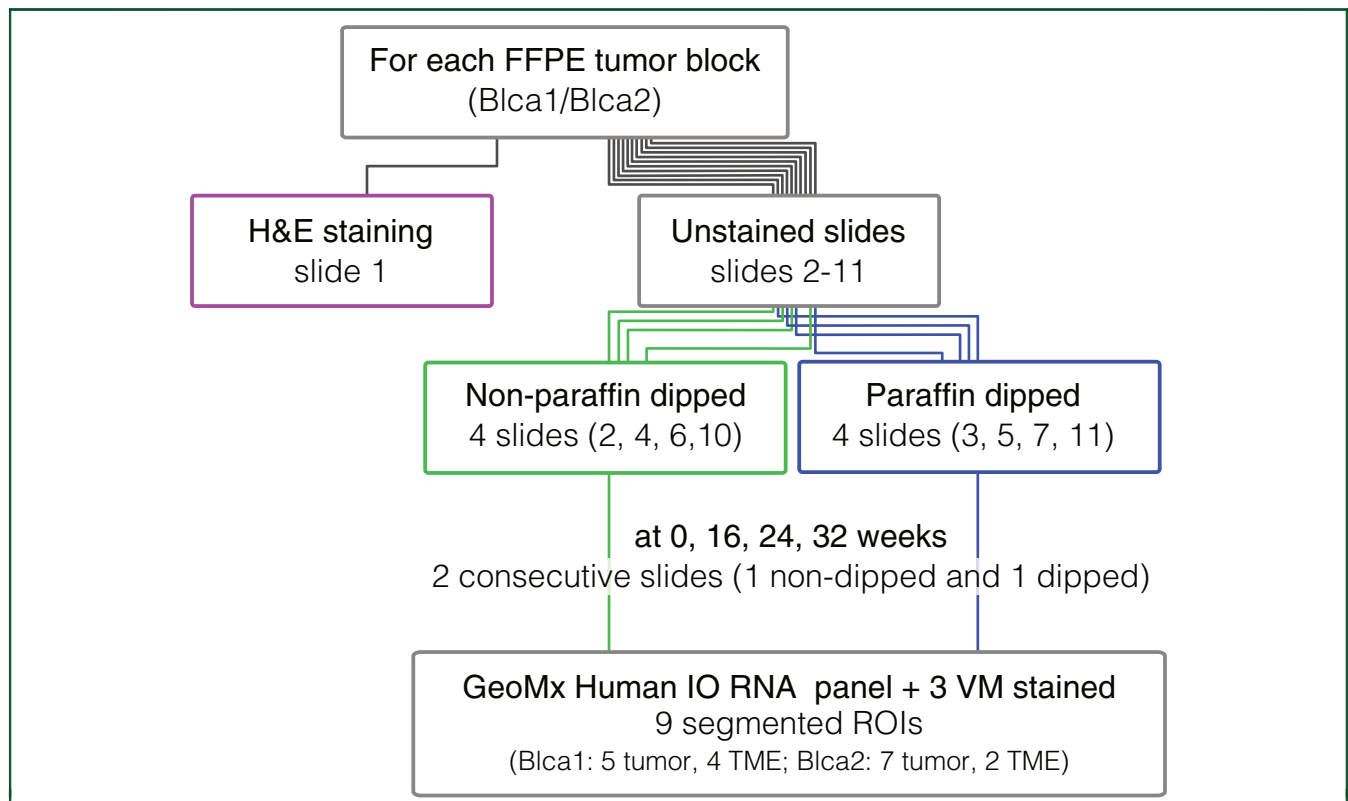 For each FFPE tumor block
(Blca1/Blca2)
H&E staining
slide 1
Unstained slides
slides 2-11
Non-paraffin dipped
4 slides (2, 4, 6,10)
Paraffin dipped
4 slides (3, 5, 7, 11)
at 0, 16, 24, 32 weeks
2 consecutive slides (1 non-dipped and 1 dipped)
GeoMx Human IO RNA panel + 3 VM stained
9 segmented ROIs
(Blca1: 5 tumor, 4 TME; Blca2: 7 tumor, 2 TME)